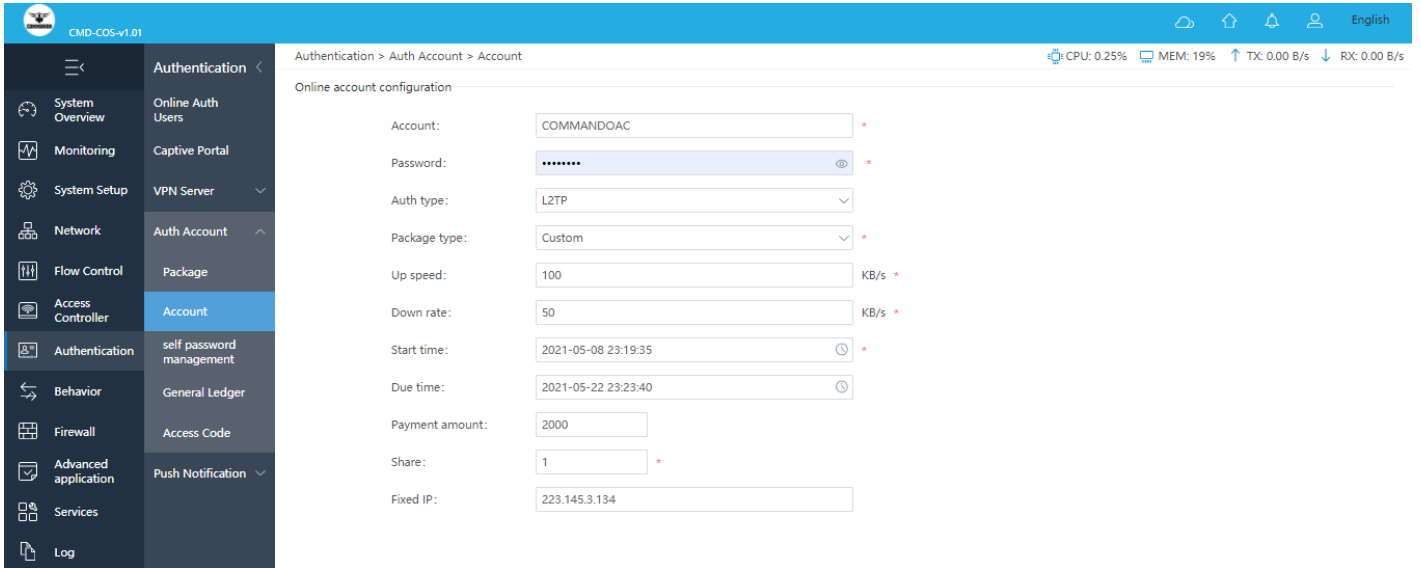 COMMANDO
CMD-COS-v1.01
English
Authentication
Authentication > Auth Account > Account
CPU: 0.25% MEM: 19% TX: 0.00 B/s RX: 0.00 B/s
System
Overview
Monitoring
System Setup
Network
Flow Control
Access
Controller
Authentication
Behavior
Firewall
Advanced
application
Services
Log
Online Auth
Users
Captive Portal
VPN Server
Auth Account
Package
Account
self password
management
General Ledger
Access Code
Push Notification
Online account configuration
Account: COMMANDOAC *
Password: •••••••• *
Auth type: L2TP
Package type: Custom *
Up speed: 100 KB/s *
Down rate: 50 KB/s *
Start time: 2021-05-08 23:19:35 *
Due time: 2021-05-22 23:23:40
Payment amount: 2000
Share: 1 *
Fixed IP: 223.145.3.134